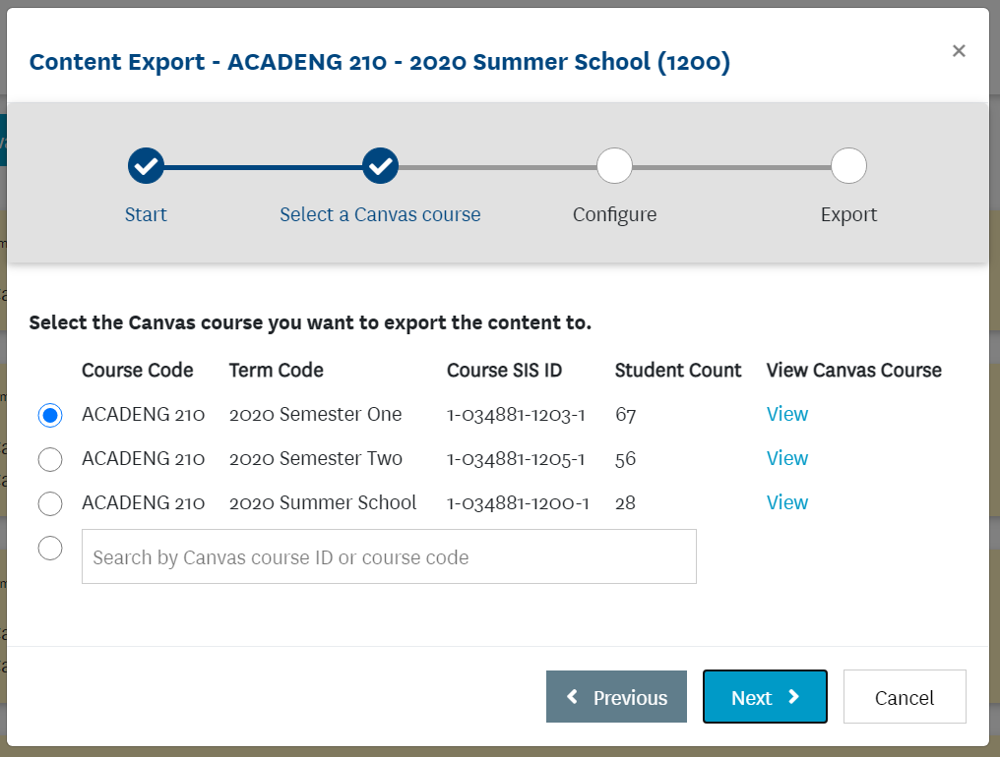 Content Export - ACADENG 210 - 2020 Summer School (1200)
×
Start
Select a Canvas course
Configure
Export
Select the Canvas course you want to export the content to.
Course Code Term Code Course SIS ID Student Count View Canvas Course
ACADENG 210 2020 Semester One 1-034881-1203-1 67 View
ACADENG 210 2020 Semester Two 1-034881-1205-1 56 View
ACADENG 210 2020 Summer School 1-034881-1200-1 28 View
Search by Canvas course ID or course code
Previous Next Cancel